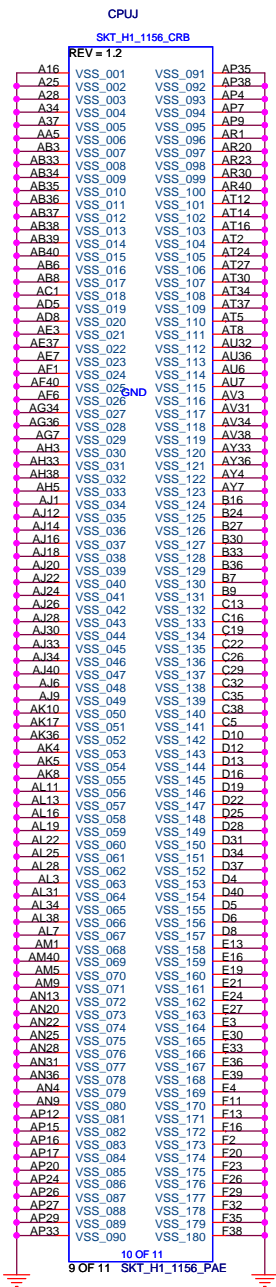 CPUJ
SKT_H1_1156_CRB
REV = 1.2
A16 VSS_001 VSS_091 AP35
A25 VSS_002 VSS_092 AP38
A28 VSS_003 VSS_093 AP4
A34 VSS_004 VSS_094 AP7
A37 VSS_005 VSS_095 AP9
AA5 VSS_006 VSS_096 AR1
AB3 VSS_007 VSS_097 AR20
AB33 VSS_008 VSS_098 AR23
AB34 VSS_009 VSS_099 AR30
AB35 VSS_010 VSS_100 AR40
AB36 VSS_011 VSS_101 AT12
AB37 VSS_012 VSS_102 AT14
AB38 VSS_013 VSS_103 AT16
AB39 VSS_014 VSS_104 AT2
AB40 VSS_015 VSS_105 AT24
AB6 VSS_016 VSS_106 AT27
AB8 VSS_017 VSS_107 AT30
AC1 VSS_018 VSS_108 AT34
AD5 VSS_019 VSS_109 AT37
AD8 VSS_020 VSS_110 AT5
AE3 VSS_021 VSS_111 AT8
AE37 VSS_022 VSS_112 AU32
AE7 VSS_023 VSS_113 AU36
AF1 VSS_024 VSS_114 AU6
AF40 VSS_025 GND VSS_115 AU7
AF6 VSS_026 VSS_116 AV3
AG34 VSS_027 VSS_117 AV31
AG36 VSS_028 VSS_118 AV34
AG7 VSS_029 VSS_119 AV38
AH3 VSS_030 VSS_120 AY33
AH33 VSS_031 VSS_121 AY36
AH38 VSS_032 VSS_122 AY4
AH5 VSS_033 VSS_123 AY7
AJ1 VSS_034 VSS_124 B16
AJ12 VSS_035 VSS_125 B24
AJ14 VSS_036 VSS_126 B27
AJ16 VSS_037 VSS_127 B30
AJ18 VSS_038 VSS_128 B33
AJ20 VSS_039 VSS_129 B36
AJ22 VSS_040 VSS_130 B7
AJ24 VSS_041 VSS_131 B9
AJ26 VSS_042 VSS_132 C13
AJ28 VSS_043 VSS_133 C16
AJ30 VSS_044 VSS_134 C19
AJ33 VSS_045 VSS_135 C22
AJ34 VSS_046 VSS_136 C26
AJ40 VSS_047 VSS_137 C29
AJ6 VSS_048 VSS_138 C32
AJ9 VSS_049 VSS_139 C35
AK10 VSS_050 VSS_140 C38
AK17 VSS_051 VSS_141 C5
AK36 VSS_052 VSS_142 D10
AK4 VSS_053 VSS_143 D12
AK5 VSS_054 VSS_144 D13
AK8 VSS_055 VSS_145 D16
AL11 VSS_056 VSS_146 D19
AL13 VSS_057 VSS_147 D22
AL16 VSS_058 VSS_148 D25
AL19 VSS_059 VSS_149 D28
AL22 VSS_060 VSS_150 D31
AL25 VSS_061 VSS_151 D34
AL28 VSS_062 VSS_152 D37
AL3 VSS_063 VSS_153 D4
AL31 VSS_064 VSS_154 D40
AL34 VSS_065 VSS_155 D5
AL38 VSS_066 VSS_156 D6
AL7 VSS_067 VSS_157 D8
AM1 VSS_068 VSS_158 E13
AM40 VSS_069 VSS_159 E16
AM5 VSS_070 VSS_160 E19
AM9 VSS_071 VSS_161 E21
AN13 VSS_072 VSS_162 E24
AN20 VSS_073 VSS_163 E27
AN22 VSS_074 VSS_164 E3
AN25 VSS_075 VSS_165 E30
AN28 VSS_076 VSS_166 E33
AN31 VSS_077 VSS_167 E36
AN36 VSS_078 VSS_168 E39
AN4 VSS_079 VSS_169 E4
AN9 VSS_080 VSS_170 F11
AP12 VSS_081 VSS_171 F13
AP15 VSS_082 VSS_172 F16
AP16 VSS_083 VSS_173 F2
AP17 VSS_084 VSS_174 F20
AP20 VSS_085 VSS_175 F23
AP24 VSS_086 VSS_176 F26
AP26 VSS_087 VSS_177 F29
AP27 VSS_088 VSS_178 F32
AP29 VSS_089 VSS_179 F35
AP33 VSS_090 VSS_180 F38
10 OF 11
9 OF 11 SKT_H1_1156_PAE